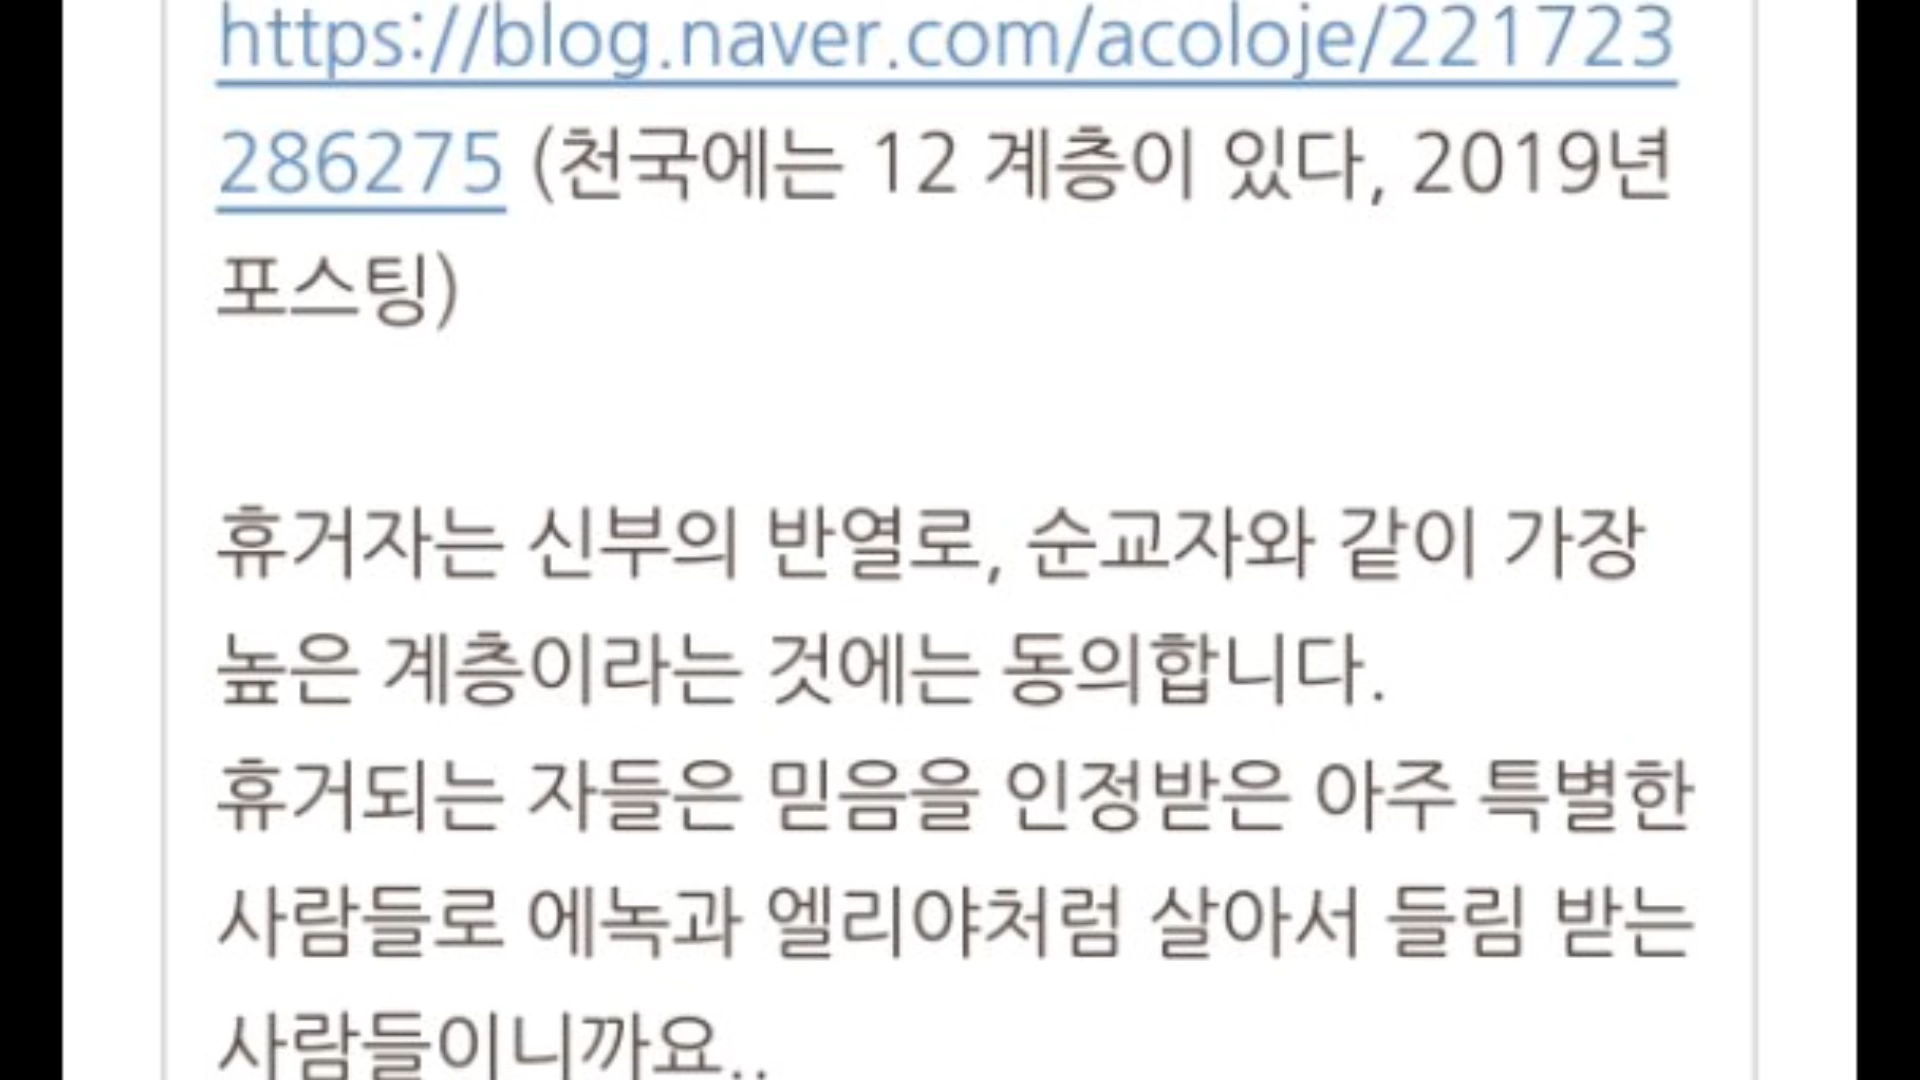 https://blog.naver.com/acoloje/221723
286275 (천국에는 12 계층이 있다, 2019년
포스팅)
휴거자는 신부의 반열로, 순교자와 같이 가장
높은 계층이라는 것에는 동의합니다.
휴거되는 자들은 믿음을 인정받은 아주 특별한
사람들로 에녹과 엘리야처럼 살아서 들림 받는
사람들이니까요..